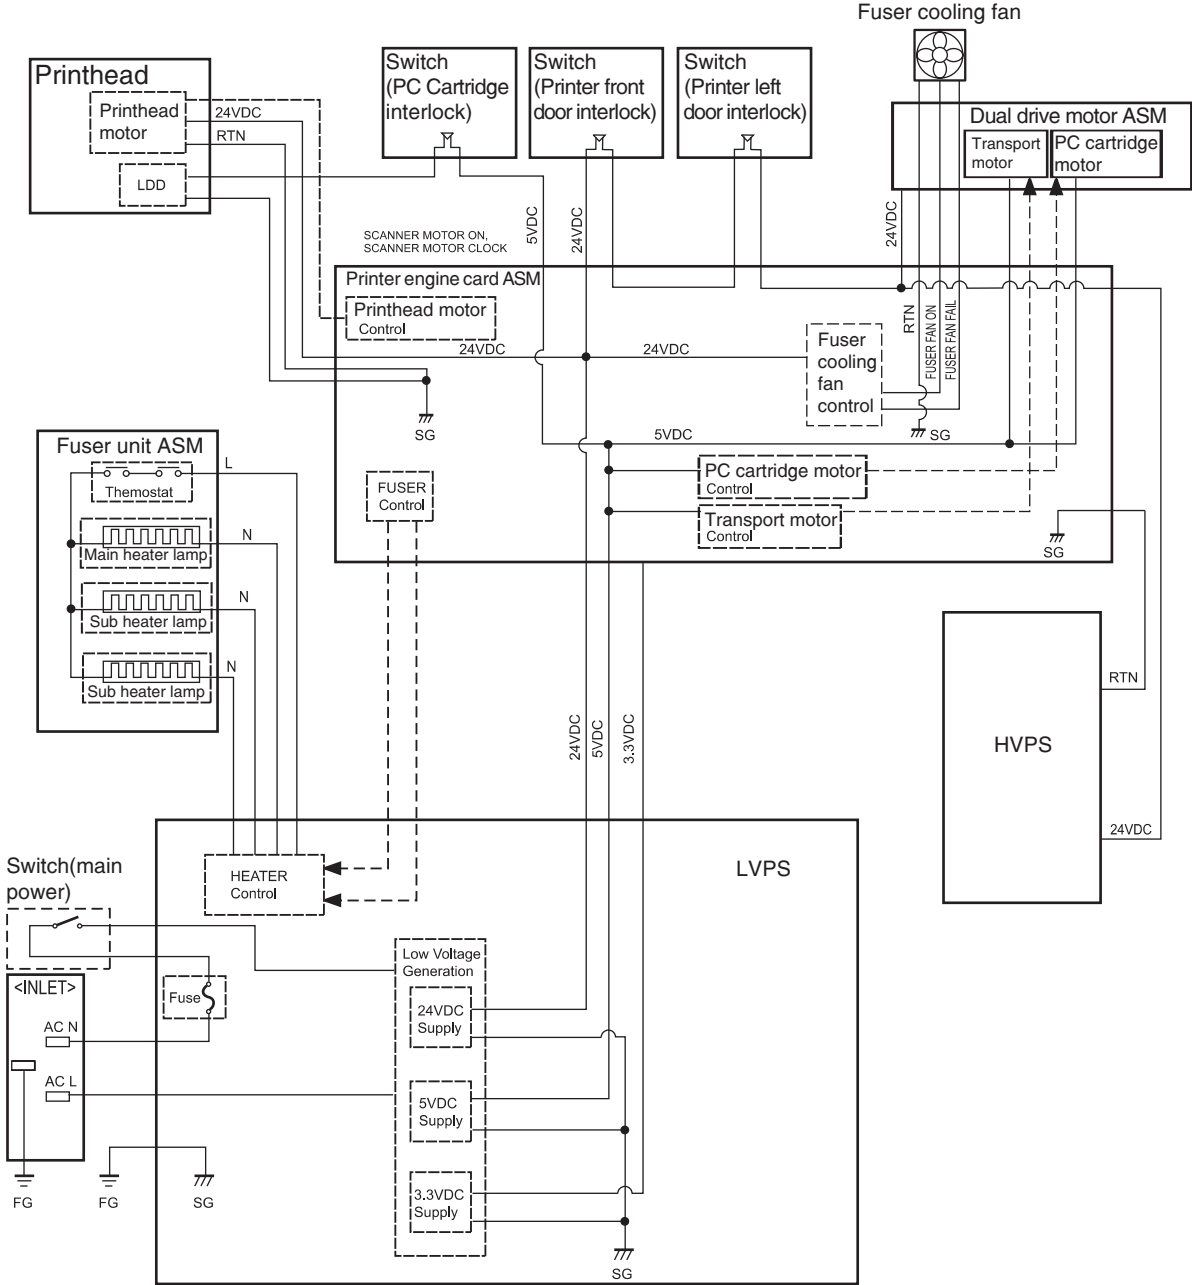 Fuser cooling fan
Printhead
Printhead
motor
24VDC
RTN
LDD
Switch
(PC Cartridge
interlock)
Switch
(Printer front
door interlock)
Switch
(Printer left
door interlock)
Dual drive motor ASM
Transport
motor
PC cartridge
motor
SCANNER MOTOR ON,
SCANNER MOTOR CLOCK
5VDC
24VDC
24VDC
Printer engine card ASM
Printhead motor
Control
24VDC
24VDC
Fuser
cooling
fan
control
RTN
FUSER FAN ON
FUSER FAN FAIL
SG
SG
5VDC
Fuser unit ASM
L
Themostat
N
Main heater lamp
N
Sub heater lamp
N
Sub heater lamp
FUSER
Control
PC cartridge motor
Control
Transport motor
Control
SG
RTN
HVPS
24VDC
24VDC
5VDC
3.3VDC
LVPS
HEATER
Control
Switch(main
power)
<INLET>
AC N
AC L
Fuse
Low Voltage
Generation
24VDC
Supply
5VDC
Supply
3.3VDC
Supply
FG
FG
SG
SG